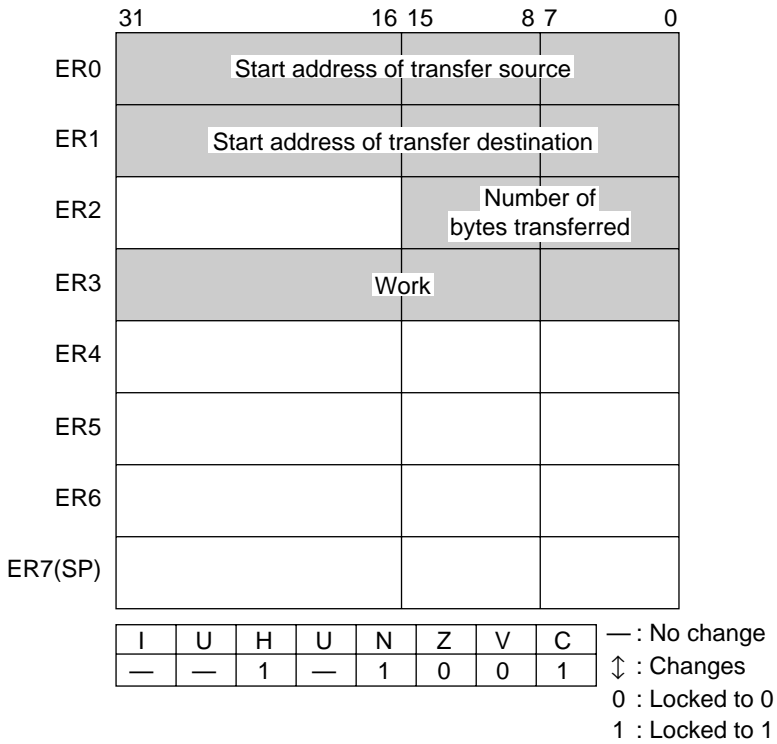 31 16 15 8 7 0
ER0 Start address of transfer source
ER1 Start address of transfer destination
ER2 Number of
bytes transferred
ER3 Work
ER4
ER5
ER6
ER7(SP)
I U H U N Z V C
— — 1 — 1 0 0 1
— : No change
↕ : Changes
0 : Locked to 0
1 : Locked to 1